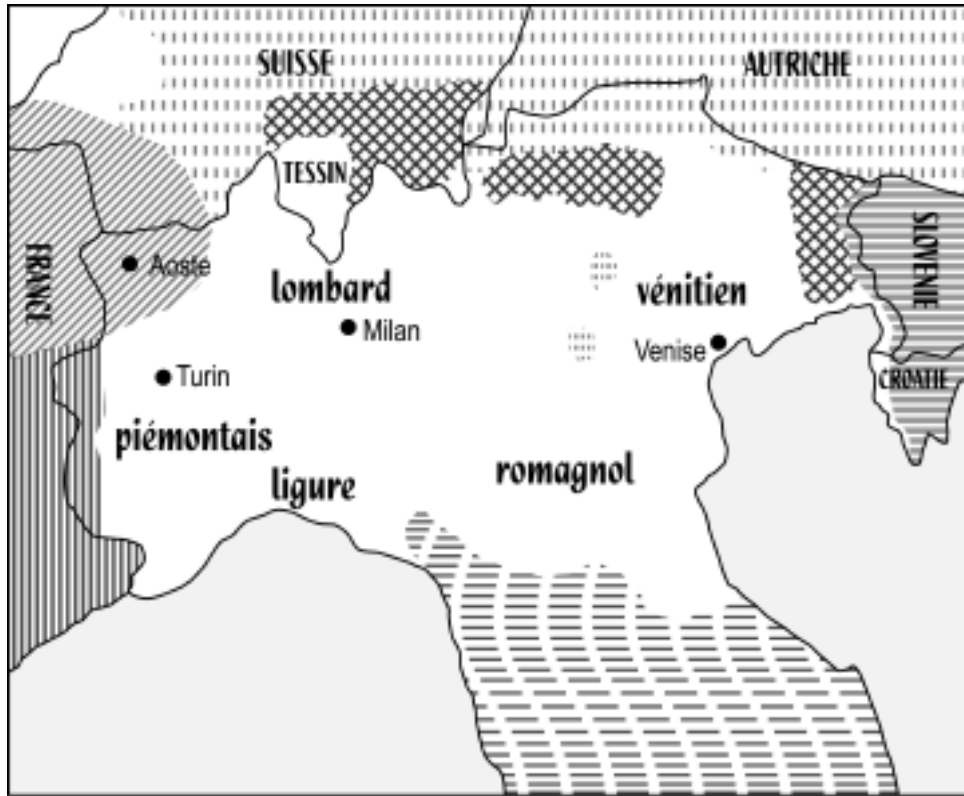 SUISSE
AUTRICHE
TESSIN
FRANCE
SLOVENIE
Aoste
lombard
vénitien
Milan
Venise
Turin
CROATIE
piémontais
romagnol
ligure